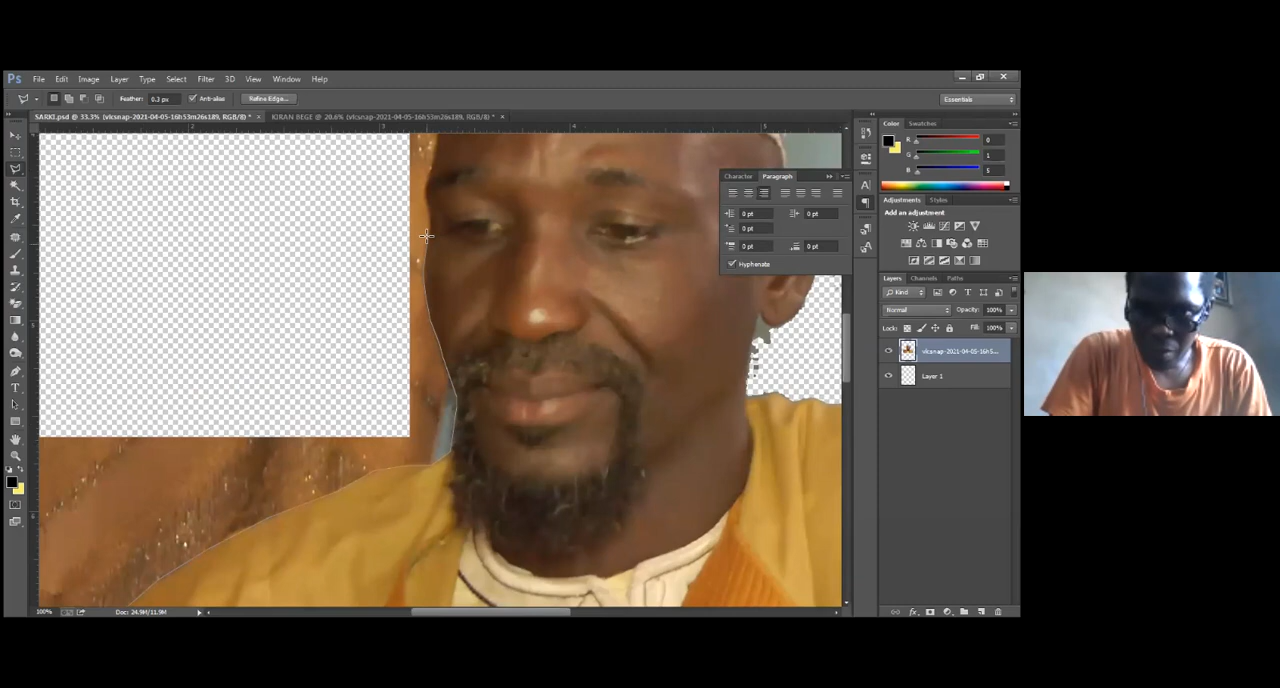 Ps File Edit Image Layer Type Select Filter 3D View Window Help
Feather: 0.3 px Anti-alias Refine Edge... Essentials
SARKI.psd @ 33.3% (vlcsnap-2021-04-05-16h53m26s189, RGB/8) * × KIRAN BEGE @ 20.6% (vlcsnap-2021-04-05-16h53m26s189, RGB/8) * ×
Color Swatches
R 0
G 1
B 5
Character Paragraph
0 pt 0 pt
0 pt
0 pt 0 pt
Hyphenate
Adjustments Styles
Add an adjustment
Layers Channels Paths
Kind
Normal Opacity: 100%
Lock: Fill: 100%
vlcsnap-2021-04-05-16h5...
Layer 1
100% Doc: 24.9M/11.9M